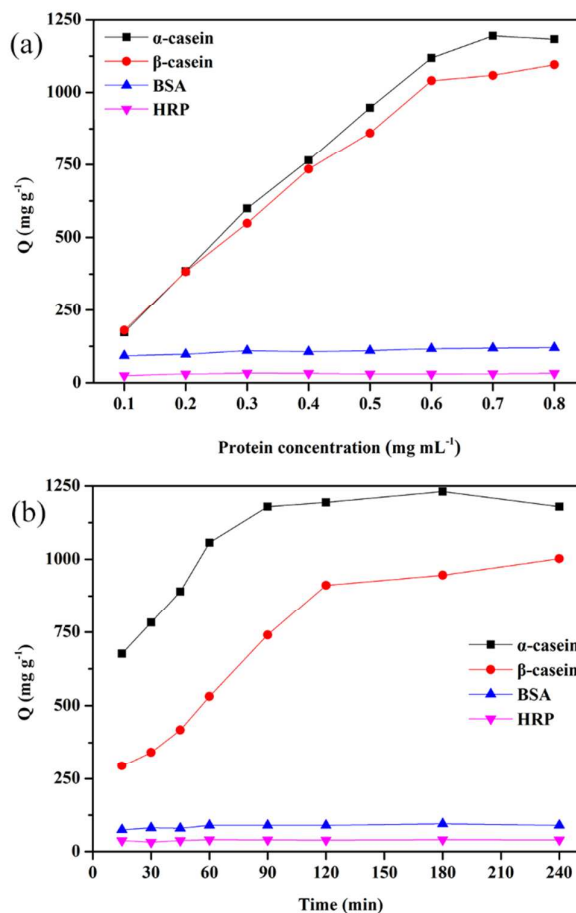 (a)
α-casein
β-casein
BSA
HRP
1250
1000
750
500
250
0
Q (mg g⁻¹)
0.1 0.2 0.3 0.4 0.5 0.6 0.7 0.8
Protein concentration (mg mL⁻¹)
(b)
1250
1000
750
500
250
0
Q (mg g⁻¹)
α-casein
β-casein
BSA
HRP
0 30 60 90 120 150 180 210 240
Time (min)